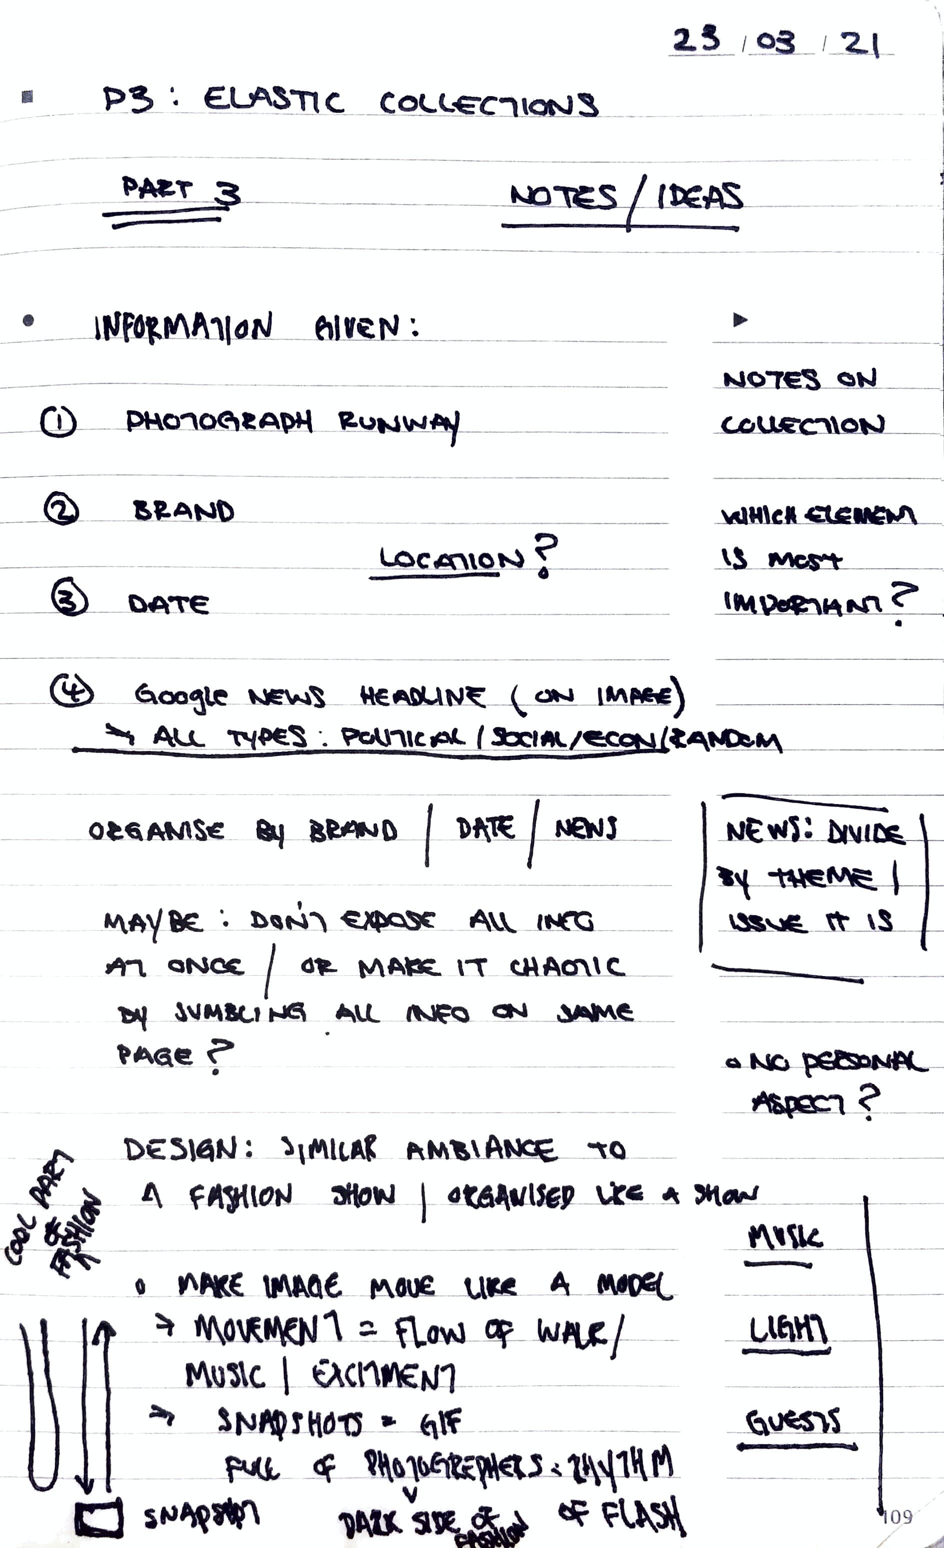 23 / 03 / 21
P3: ELASTIC COLLECTIONS
PART 3
NOTES / IDEAS
INFORMATION GIVEN:
① PHOTOGRAPH RUNWAY
② BRAND
LOCATION?
③ DATE
④ Google NEWS HEADLINE (ON IMAGE)
→ ALL TYPES: POLITICAL / SOCIAL / ECON / RANDOM
NOTES ON
COLLECTION
WHICH ELEMENT
IS MOST
IMPORTANT?
ORGANISE BY BRAND / DATE / NEWS
NEWS: DIVIDE
BY THEME /
ISSUE IT IS
MAYBE: DON'T EXPOSE ALL INFO
AT ONCE / OR MAKE IT CHAOTIC
BY JUMBLING ALL INFO ON SAME
PAGE?
NO PERSONAL
ASPECT?
DESIGN: SIMILAR AMBIANCE TO
A FASHION SHOW / ORGANISED LIKE A SHOW
COOL PART
OF
FASHION
MAKE IMAGE MOVE LIKE A MODEL
→ MOVEMENT = FLOW OF WALK /
MUSIC / EXCITMENT
→ SNAPSHOTS = GIF
FULL OF PHOTOGREPHERS: RHYTHM
OF FLASH
DARK SIDE OF
FASHION
SNAPSHOT
MUSIC
LIGHT
GUESTS
109